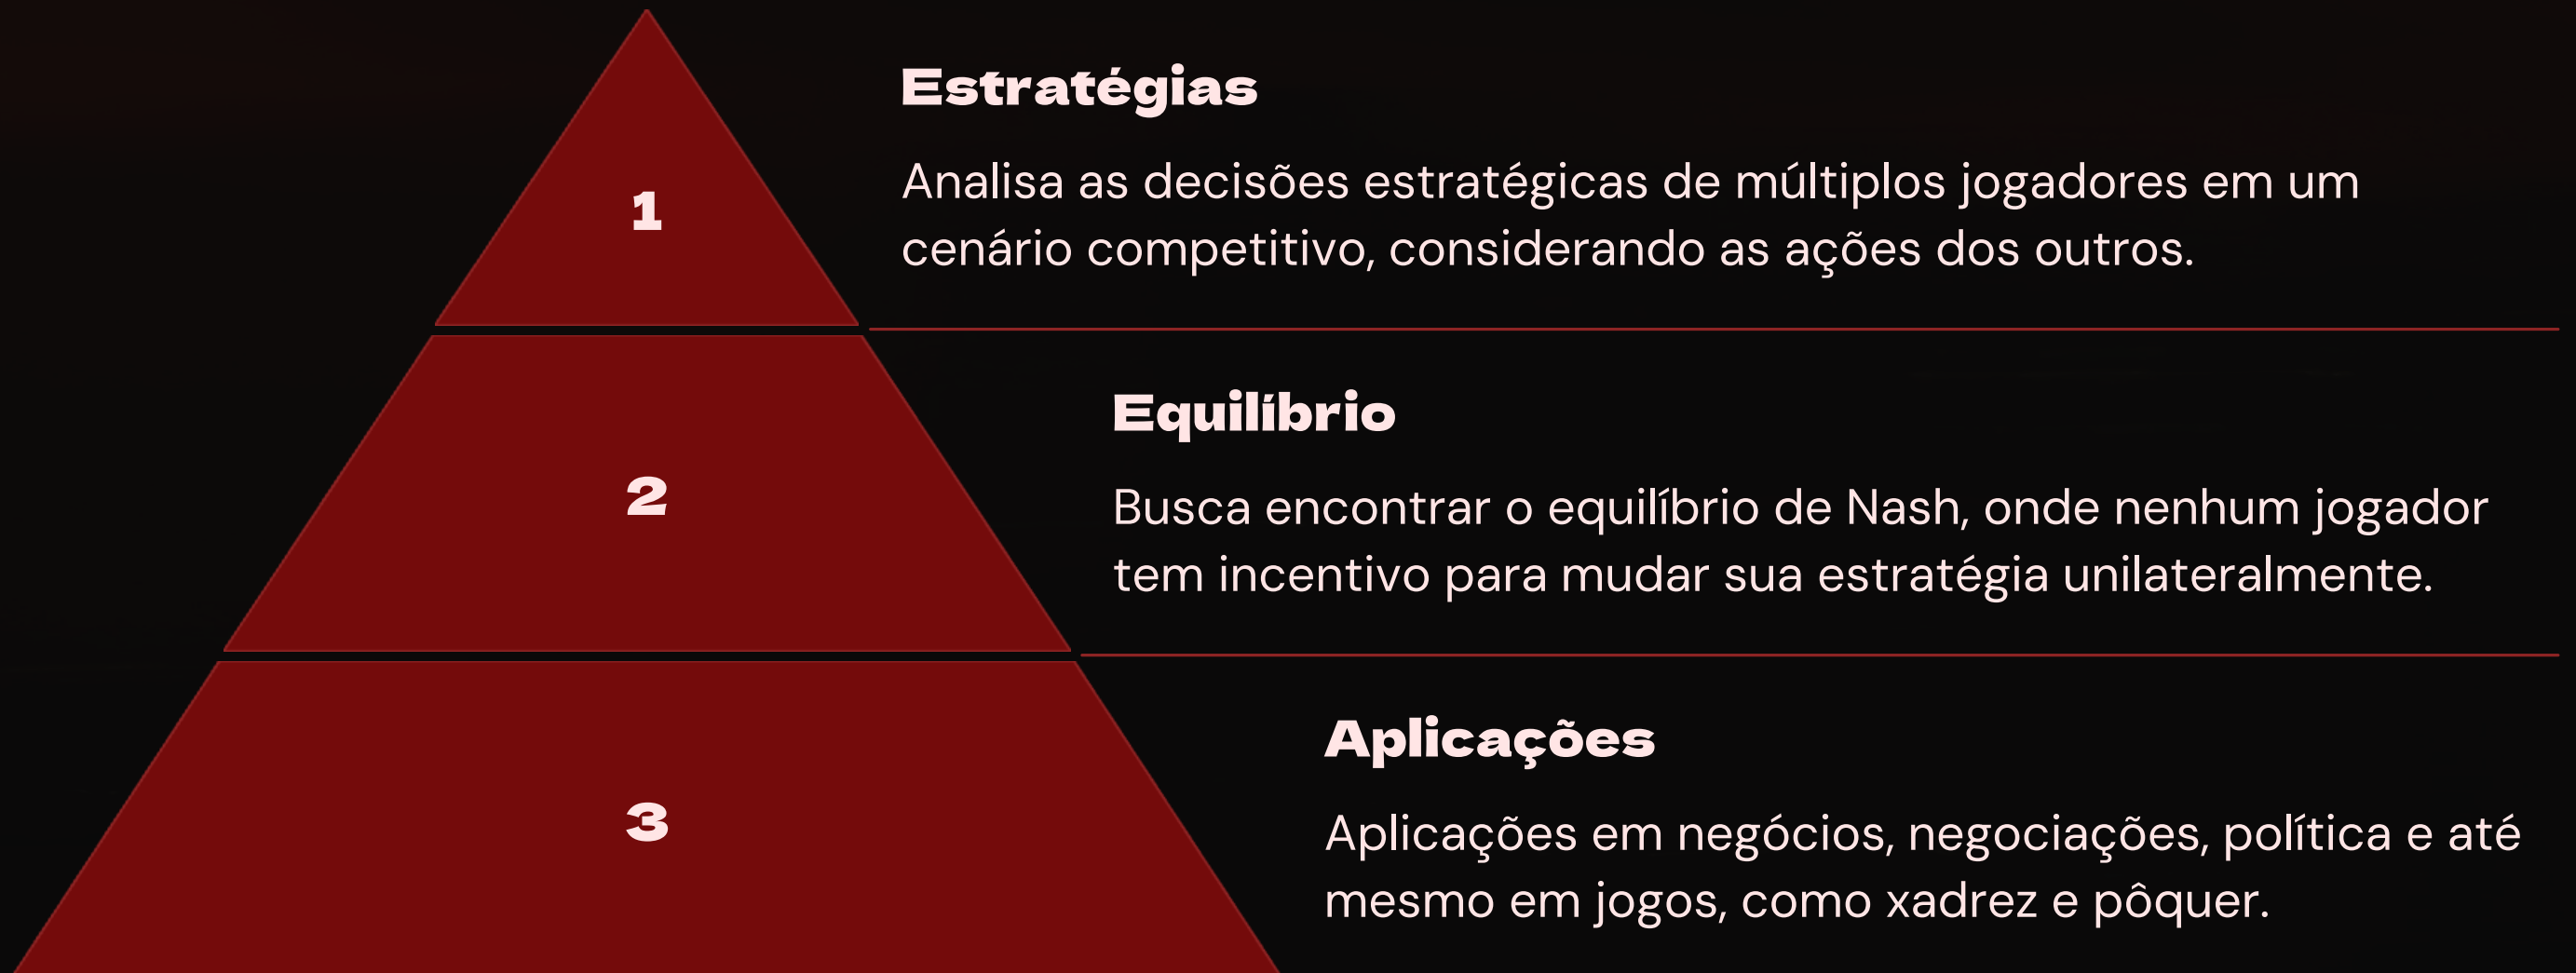 1
Estratégias
Analisa as decisões estratégicas de múltiplos jogadores em um
cenário competitivo, considerando as ações dos outros.
2
Equilíbrio
Busca encontrar o equilíbrio de Nash, onde nenhum jogador
tem incentivo para mudar sua estratégia unilateralmente.
3
Aplicações
Aplicações em negócios, negociações, política e até
mesmo em jogos, como xadrez e pôquer.